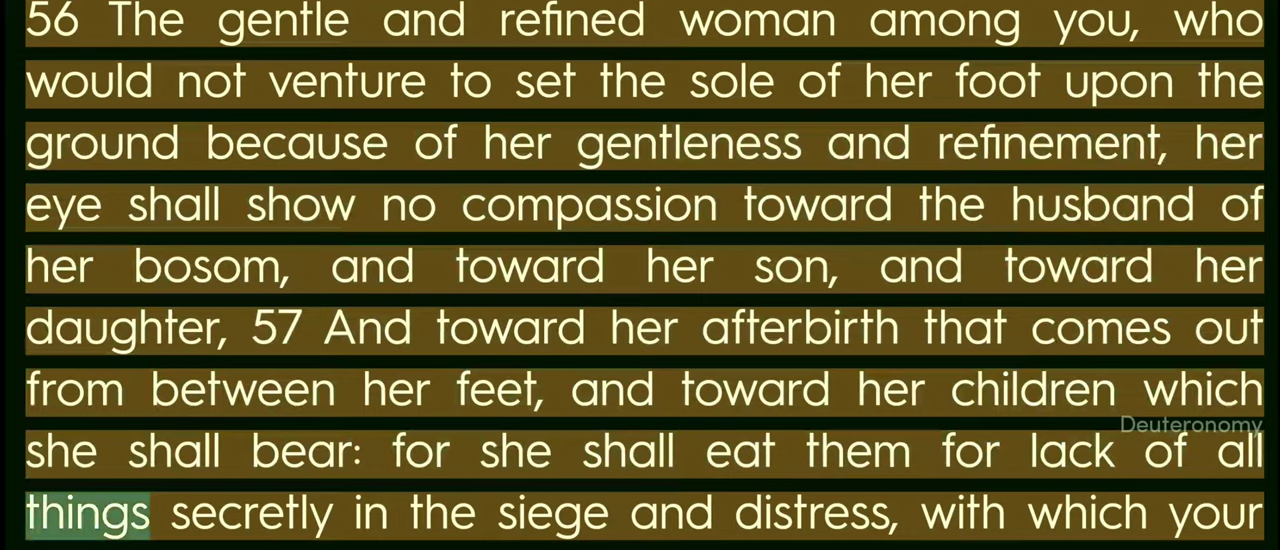 56 The gentle and refined woman among you, who
would not venture to set the sole of her foot upon the
ground because of her gentleness and refinement, her
eye shall show no compassion toward the husband of
her bosom, and toward her son, and toward her
daughter, 57 And toward her afterbirth that comes out
from between her feet, and toward her children which
Deuteronomy
she shall bear: for she shall eat them for lack of all
things secretly in the siege and distress, with which your